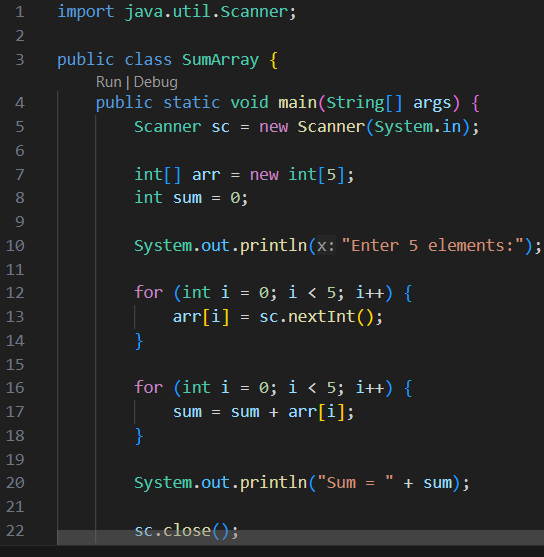 1 import java.util.Scanner;
2
3 public class SumArray {
Run | Debug
4     public static void main(String[] args) {
5         Scanner sc = new Scanner(System.in);
6
7         int[] arr = new int[5];
8         int sum = 0;
9
10         System.out.println(x: "Enter 5 elements:");
11
12         for (int i = 0; i < 5; i++) {
13             arr[i] = sc.nextInt();
14         }
15
16         for (int i = 0; i < 5; i++) {
17             sum = sum + arr[i];
18         }
19
20         System.out.println("Sum = " + sum);
21
22         sc.close();